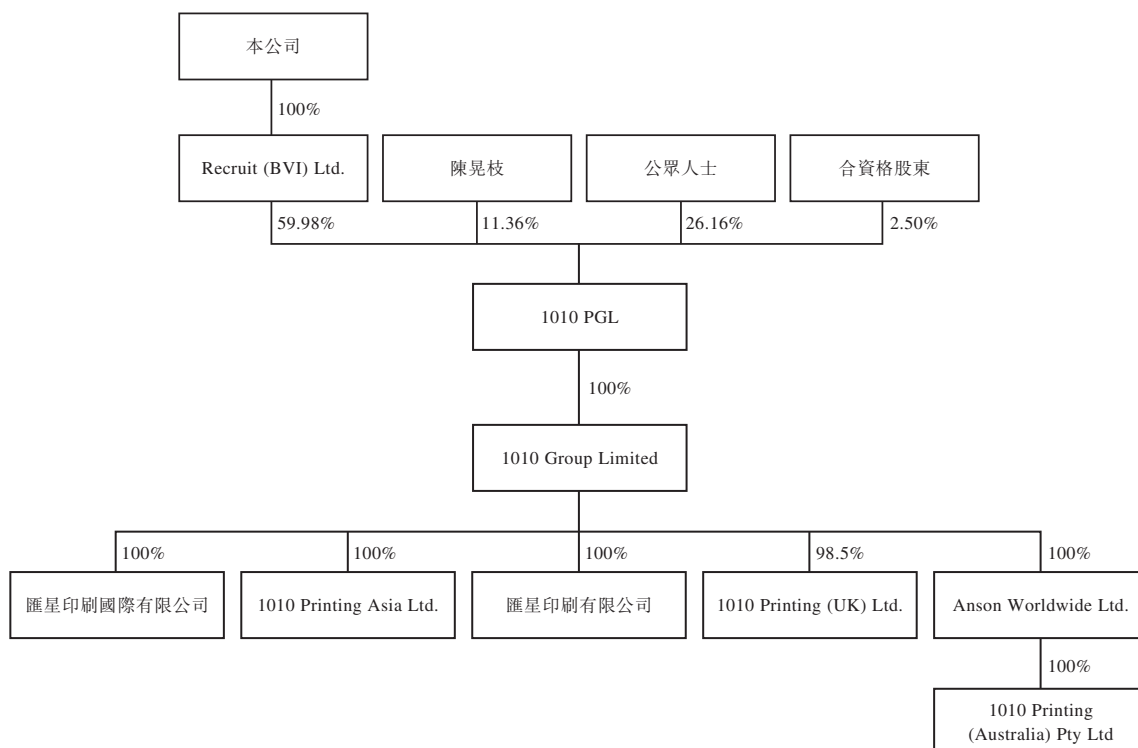 本公司
100%
Recruit (BVI) Ltd.
陳晃枝
公眾人士
合資格股東
59.98%
11.36%
26.16%
2.50%
1010 PGL
100%
1010 Group Limited
100%
100%
100%
98.5%
100%
匯星印刷國際有限公司
1010 Printing Asia Ltd.
匯星印刷有限公司
1010 Printing (UK) Ltd.
Anson Worldwide Ltd.
100%
1010 Printing
(Australia) Pty Ltd